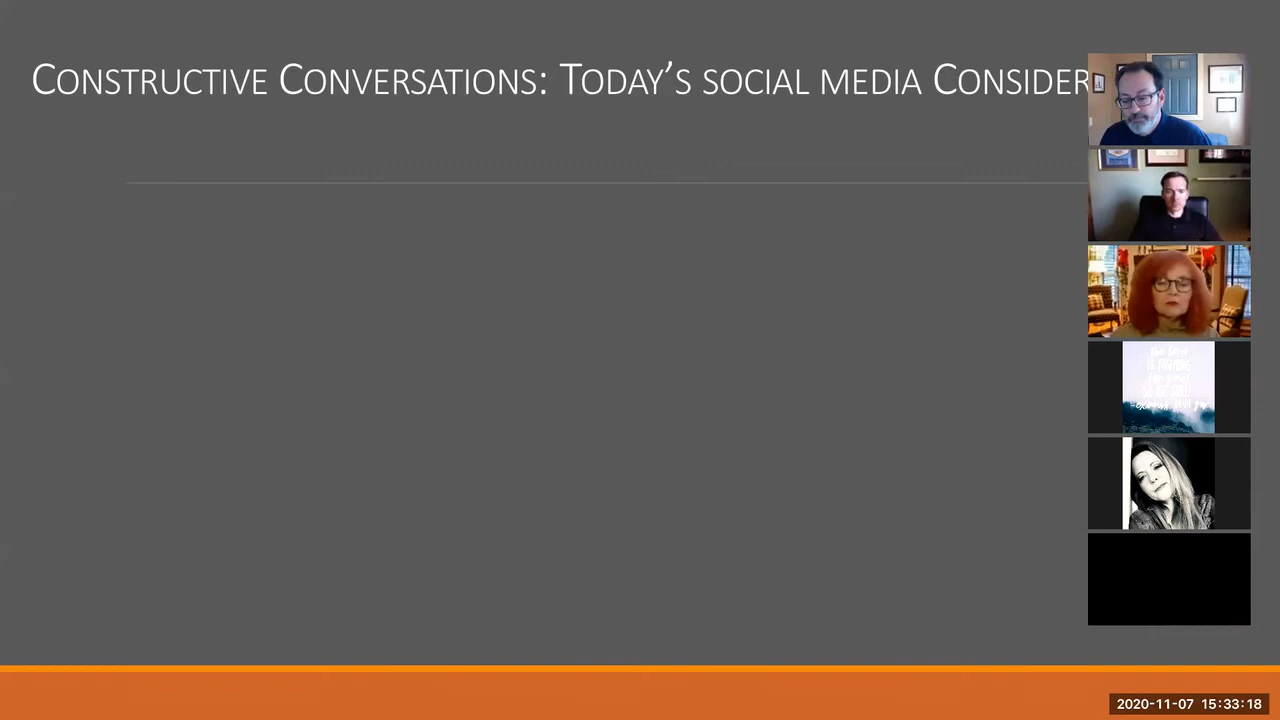 CONSTRUCTIVE CONVERSATIONS: TODAY'S SOCIAL MEDIA CONSIDER
2020-11-07 15:33:18